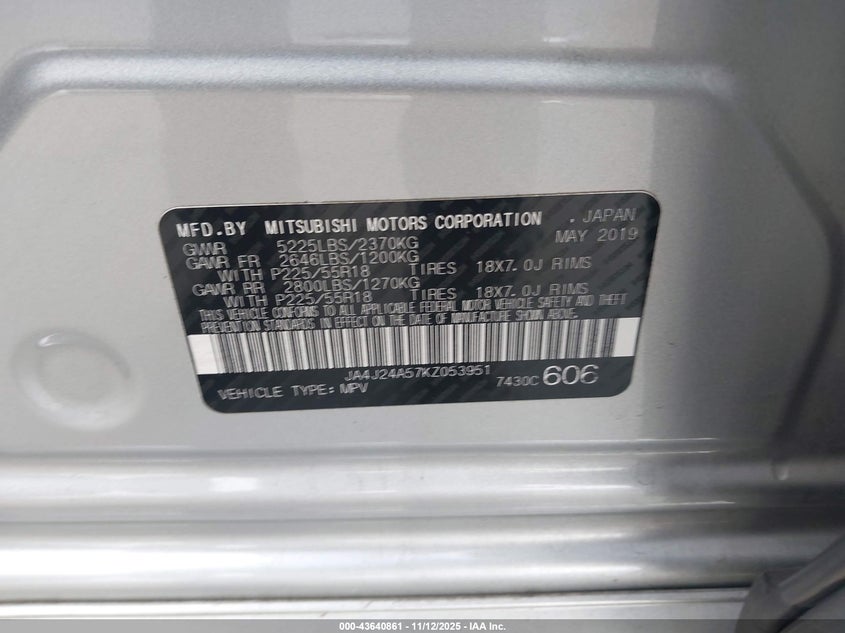 MFD.BY MITSUBISHI MOTORS CORPORATION . JAPAN
GVWR 5225LBS/2370KG MAY 2019
GAWR FR 2646LBS/1200KG
WITH P225/55R18 TIRES 18X7.0J RIMS
GAWR RR 2800LBS/1270KG
WITH P225/55R18 TIRES 18X7.0J RIMS
THIS VEHICLE CONFORMS TO ALL APPLICABLE FEDERAL MOTOR VEHICLE SAFETY AND THEFT
PREVENTION STANDARDS IN EFFECT ON THE DATE OF MANUFACTURE SHOWN ABOVE.
JA4J24A57KZ053951
VEHICLE TYPE: MPV 7430C 606
000-43640861 - 11/12/2025 - IAA Inc.